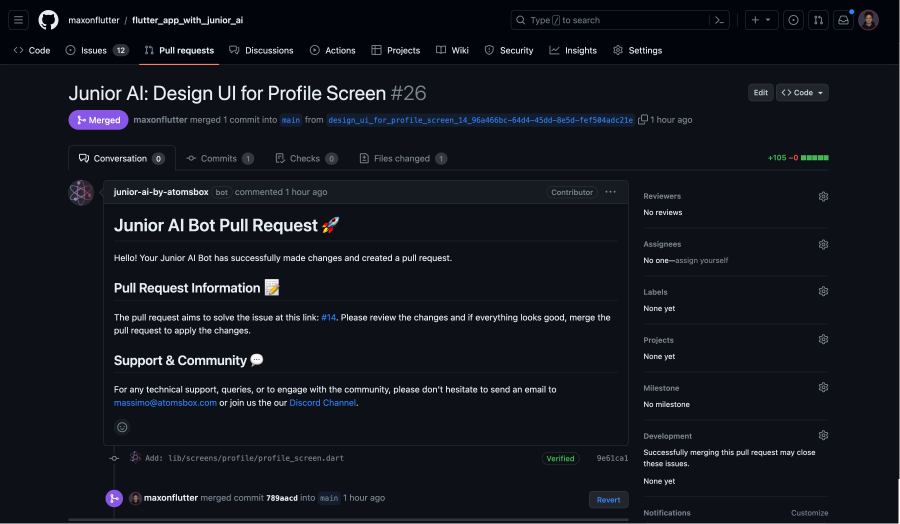 maxonflutter / flutter_app_with_junior_ai
Type / to search
Code
Issues 12
Pull requests
Discussions
Actions
Projects
Wiki
Security
Insights
Settings
Junior AI: Design UI for Profile Screen #26
Edit
<> Code
Merged
maxonflutter merged 1 commit into main from design_ui_for_profile_screen_14_96a466bc-64d4-45dd-8e5d-fef504adc21e 1 hour ago
Conversation 0
Commits 1
Checks 0
Files changed 1
+105 −0
junior-ai-by-atomsbox bot commented 1 hour ago
Contributor
Junior AI Bot Pull Request 🚀
Hello! Your Junior AI Bot has successfully made changes and created a pull request.
Pull Request Information 📝
The pull request aims to solve the issue at this link: #14. Please review the changes and if everything looks good, merge the
pull request to apply the changes.
Support & Community 💬
For any technical support, queries, or to engage with the community, please don't hesitate to send an email to
massimo@atomsbox.com or join us the our Discord Channel.
Add: lib/screens/profile/profile_screen.dart
Verified
9e61ca1
maxonflutter merged commit 789aacd into main 1 hour ago
Revert
Reviewers
No reviews
Assignees
No one—assign yourself
Labels
None yet
Projects
None yet
Milestone
No milestone
Development
Successfully merging this pull request may close
these issues.
None yet
Notifications
Customize